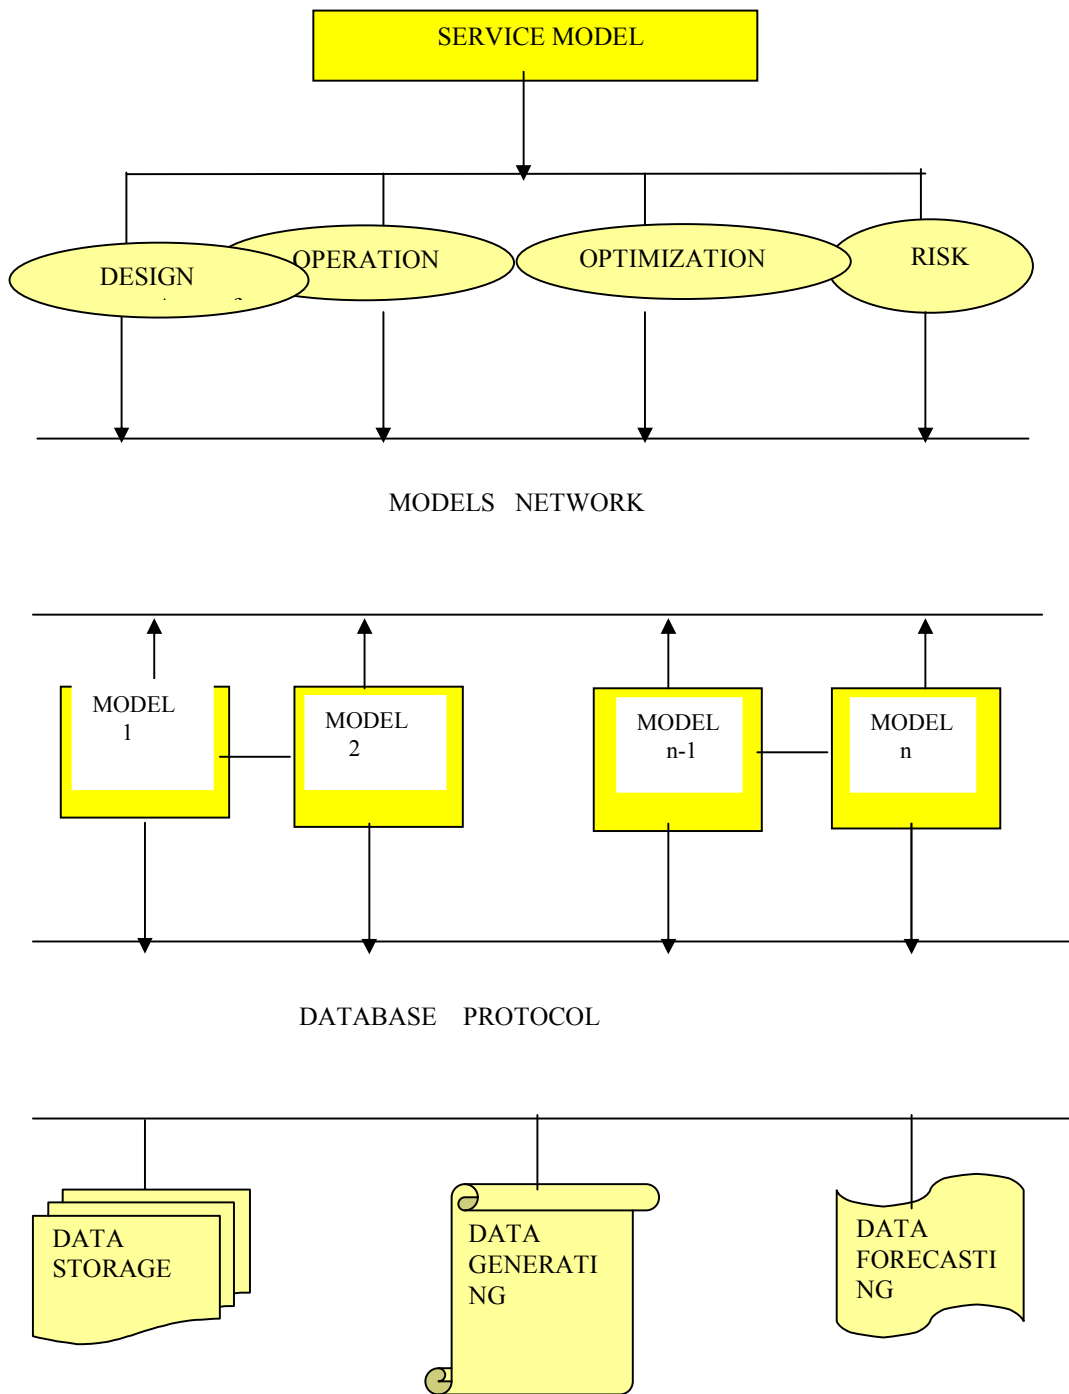 SERVICE MODEL
DESIGN
OPERATION
OPTIMIZATION
RISK
MODELS NETWORK
MODEL
1
MODEL
2
MODEL
n-1
MODEL
n
DATABASE PROTOCOL
DATA
STORAGE
DATA
GENERATI
NG
DATA
FORECASTI
NG